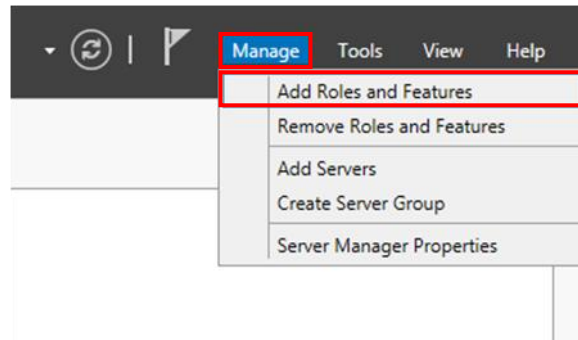 Manage Tools View Help
Add Roles and Features
Remove Roles and Features
Add Servers
Create Server Group
Server Manager Properties